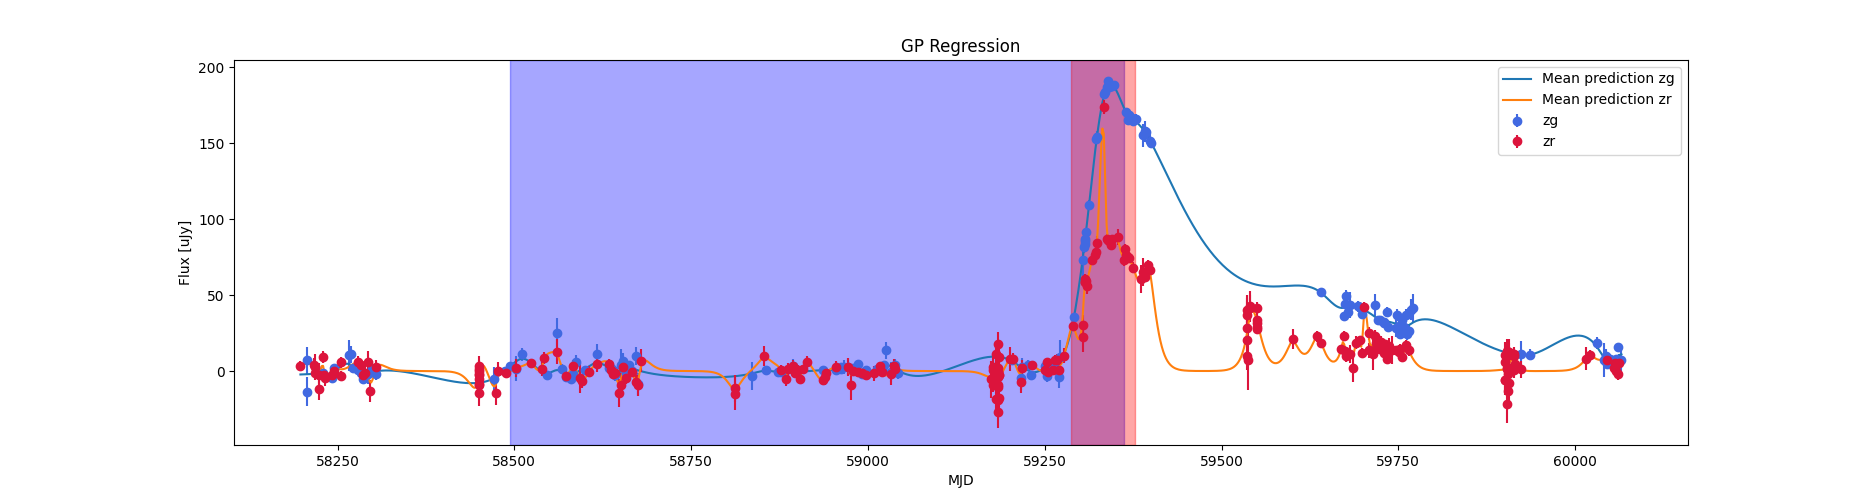 GP Regression
200
150
100
50
0
Flux [uJy]
58250
58500
58750
59000
59250
59500
59750
60000
MJD
Mean prediction zg
Mean prediction zr
zg
zr